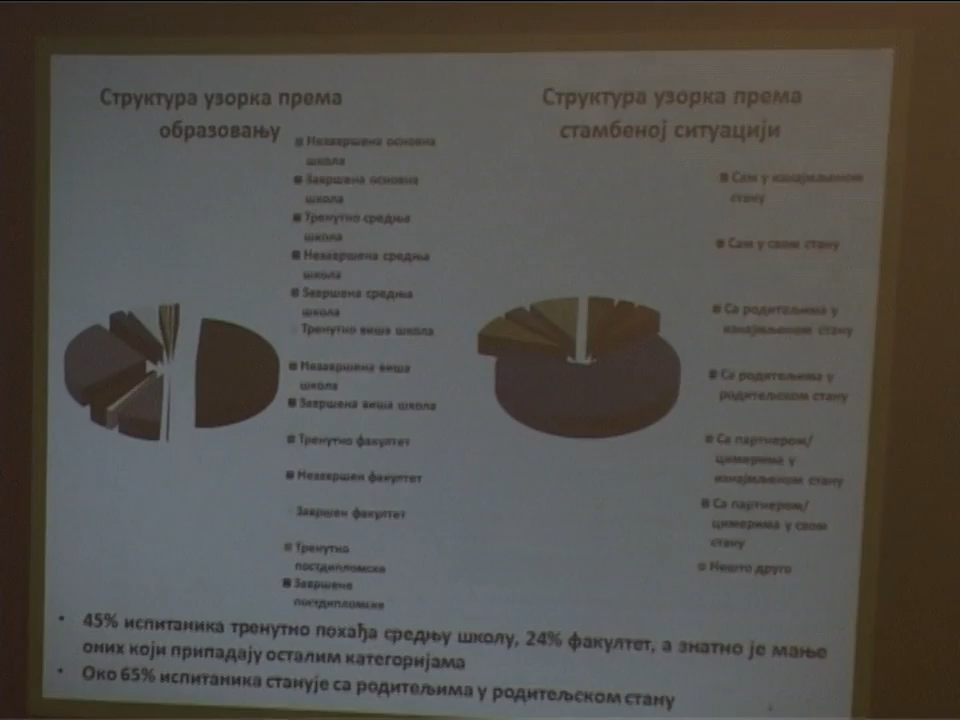 Структура узорка према
образовању
Незавршена основна
школа
Завршена основна
школа
Тренутно средња
школа
Незавршена средња
школа
Завршена средња
школа
Тренутно виша школа
Незавршена виша
школа
Завршена виша школа
Тренутно факултет
Незавршен факултет
Завршен факултет
Тренутно
постдипломске
Завршене
постдипломске
Структура узорка према
стамбеној ситуацији
Сам у изнајмљеном
стану
Сам у свом стану
Са родитељима у
изнајмљеном стану
Са родитељима у
родитељском стану
Са партнером/
цимерима у
изнајмљеном стану
Са партнером/
цимерима у свом
стану
Нешто друго
• 45% испитаника тренутно похађа средњу школу, 24% факултет, а знатно је мање
оних који припадају осталим категоријама
• Око 65% испитаника станује са родитељима у родитељском стану